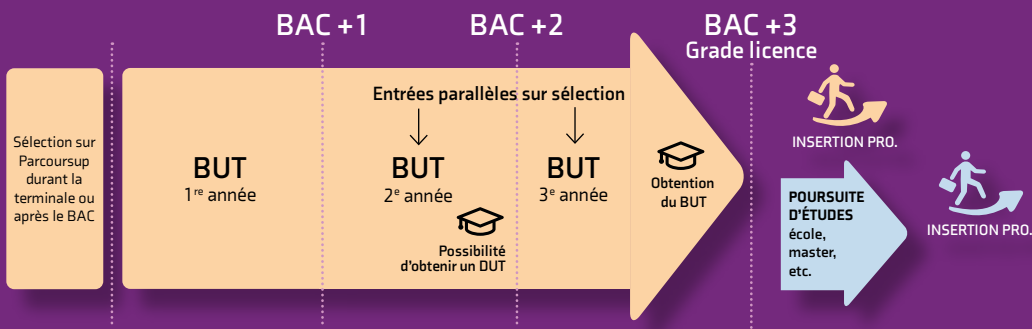 BAC +1
BAC +2
BAC +3
Grade licence
Sélection sur
Parcoursup
durant la
terminale ou
après le BAC
Entrées parallèles sur sélection
BUT
1re année
BUT
2e année
BUT
3e année
Possibilité
d'obtenir un DUT
Obtention
du BUT
INSERTION PRO.
POURSUITE
D'ÉTUDES
école,
master,
etc.
INSERTION PRO.